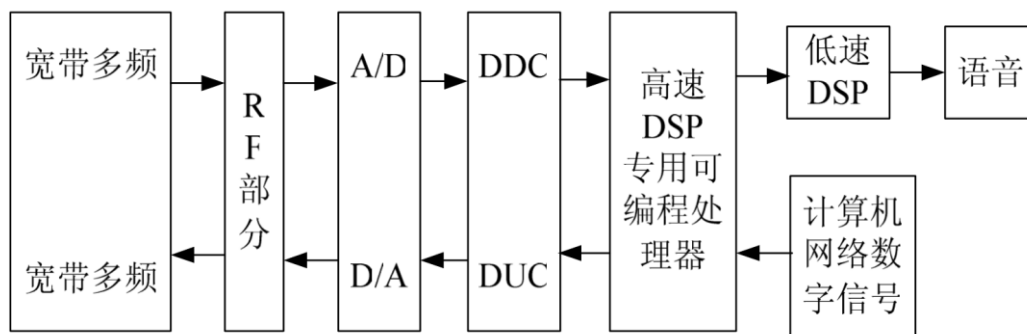 宽带多频
宽带多频
R
F
部
分
A/D
D/A
DDC
DUC
高速
DSP
专用可
编程处
理器
低速
DSP
语音
计算机
网络数
字信号